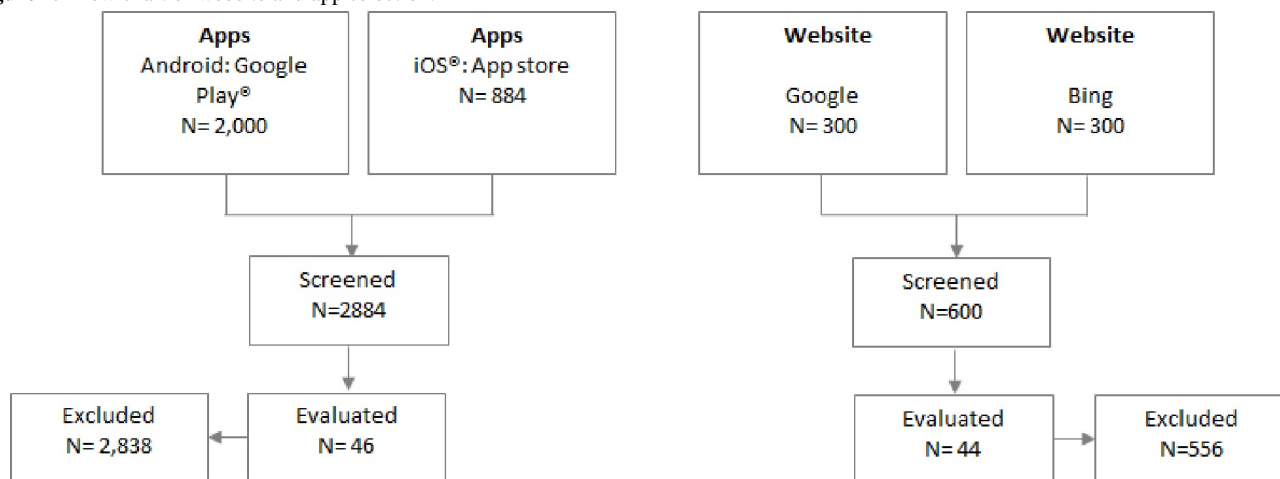 Apps
Android: Google
Play®
N= 2,000
Apps
iOS®: App store
N= 884
Website
Google
N= 300
Website
Bing
N= 300
Screened
N=2884
Screened
N=600
Excluded
N= 2,838
Evaluated
N= 46
Evaluated
N= 44
Excluded
N=556